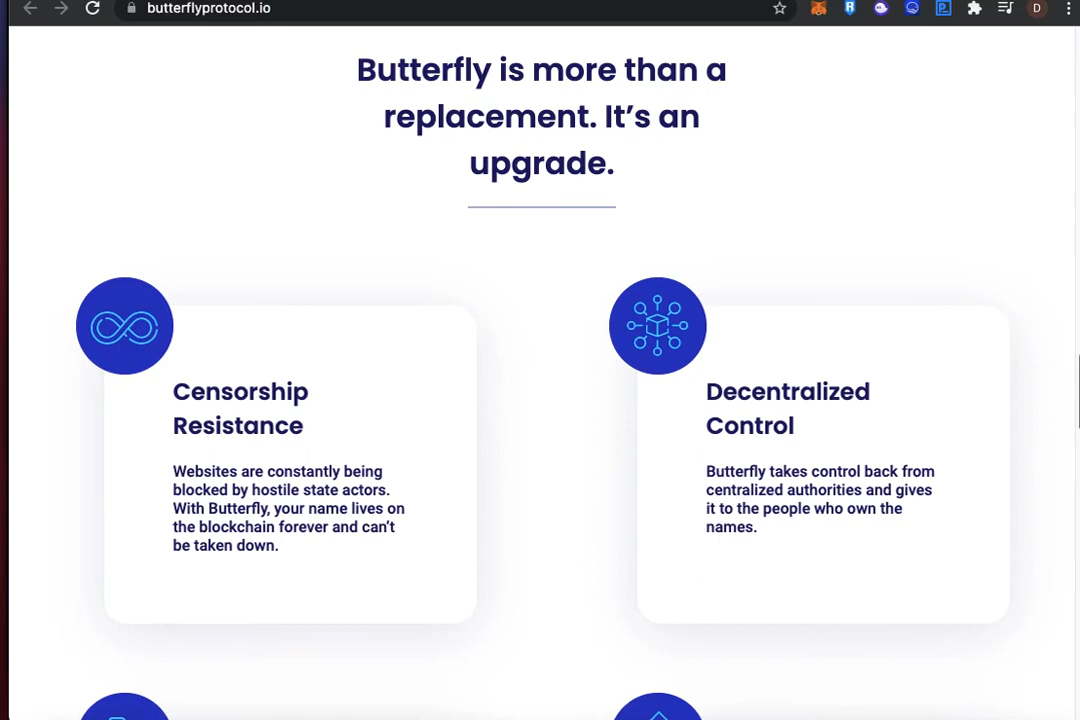 butterflyprotocol.io
D
Butterfly is more than a
replacement. It’s an
upgrade.
Censorship
Resistance
Websites are constantly being
blocked by hostile state actors.
With Butterfly, your name lives on
the blockchain forever and can’t
be taken down.
Decentralized
Control
Butterfly takes control back from
centralized authorities and gives
it to the people who own the
names.